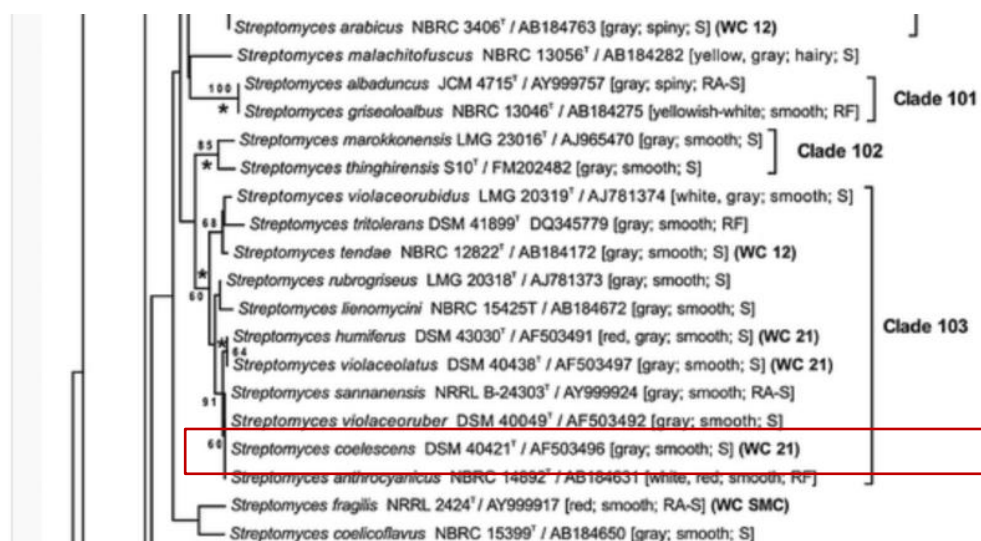 Streptomyces arabicus NBRC 3406ᵀ / AB184763 [gray; spiny; S] (WC 12)
Streptomyces malachitofuscus NBRC 13056ᵀ / AB184282 [yellow, gray; hairy; S]
100 Streptomyces albaduncus JCM 4715ᵀ / AY999757 [gray; spiny, RA-S]
Clade 101
* Streptomyces griseoloalbus NBRC 13046ᵀ / AB184275 [yellowish-white; smooth; RF]
85 Streptomyces marokkonensis LMG 23016ᵀ / AJ965470 [gray; smooth; S]
Clade 102
* Streptomyces thinghirensis S10ᵀ / FM202482 [gray; smooth; S]
Streptomyces violaceorubidus LMG 20319ᵀ / AJ781374 [white, gray; smooth; S]
68 Streptomyces tritolerans DSM 41899ᵀ DQ345779 [gray; smooth; RF]
Streptomyces tendae NBRC 12822ᵀ / AB184172 [gray; smooth; S] (WC 12)
* Streptomyces rubrogriseus LMG 20318ᵀ / AJ781373 [gray; smooth; S]
60
Streptomyces lienomycini NBRC 15425T / AB184672 [gray; smooth; S]
Clade 103
* Streptomyces humiferus DSM 43030ᵀ / AF503491 [red, gray; smooth; S] (WC 21)
64
Streptomyces violaceolatus DSM 40438ᵀ / AF503497 [gray; smooth; S] (WC 21)
91 Streptomyces sannanensis NRRL B-24303ᵀ / AY999924 [gray; smooth; RA-S]
Streptomyces violaceoruber DSM 40049ᵀ / AF503492 [gray; smooth; S]
60 Streptomyces coelescens DSM 40421ᵀ / AF503496 [gray; smooth; S] (WC 21)
Streptomyces anthrocyanicus NBRC 14892ᵀ / AB184631 [white, red; smooth; RF]
Streptomyces fragilis NRRL 2424ᵀ / AY999917 [red; smooth; RA-S] (WC SMC)
Streptomyces coelicoflavus NBRC 15399ᵀ / AB184650 [gray; smooth; S]